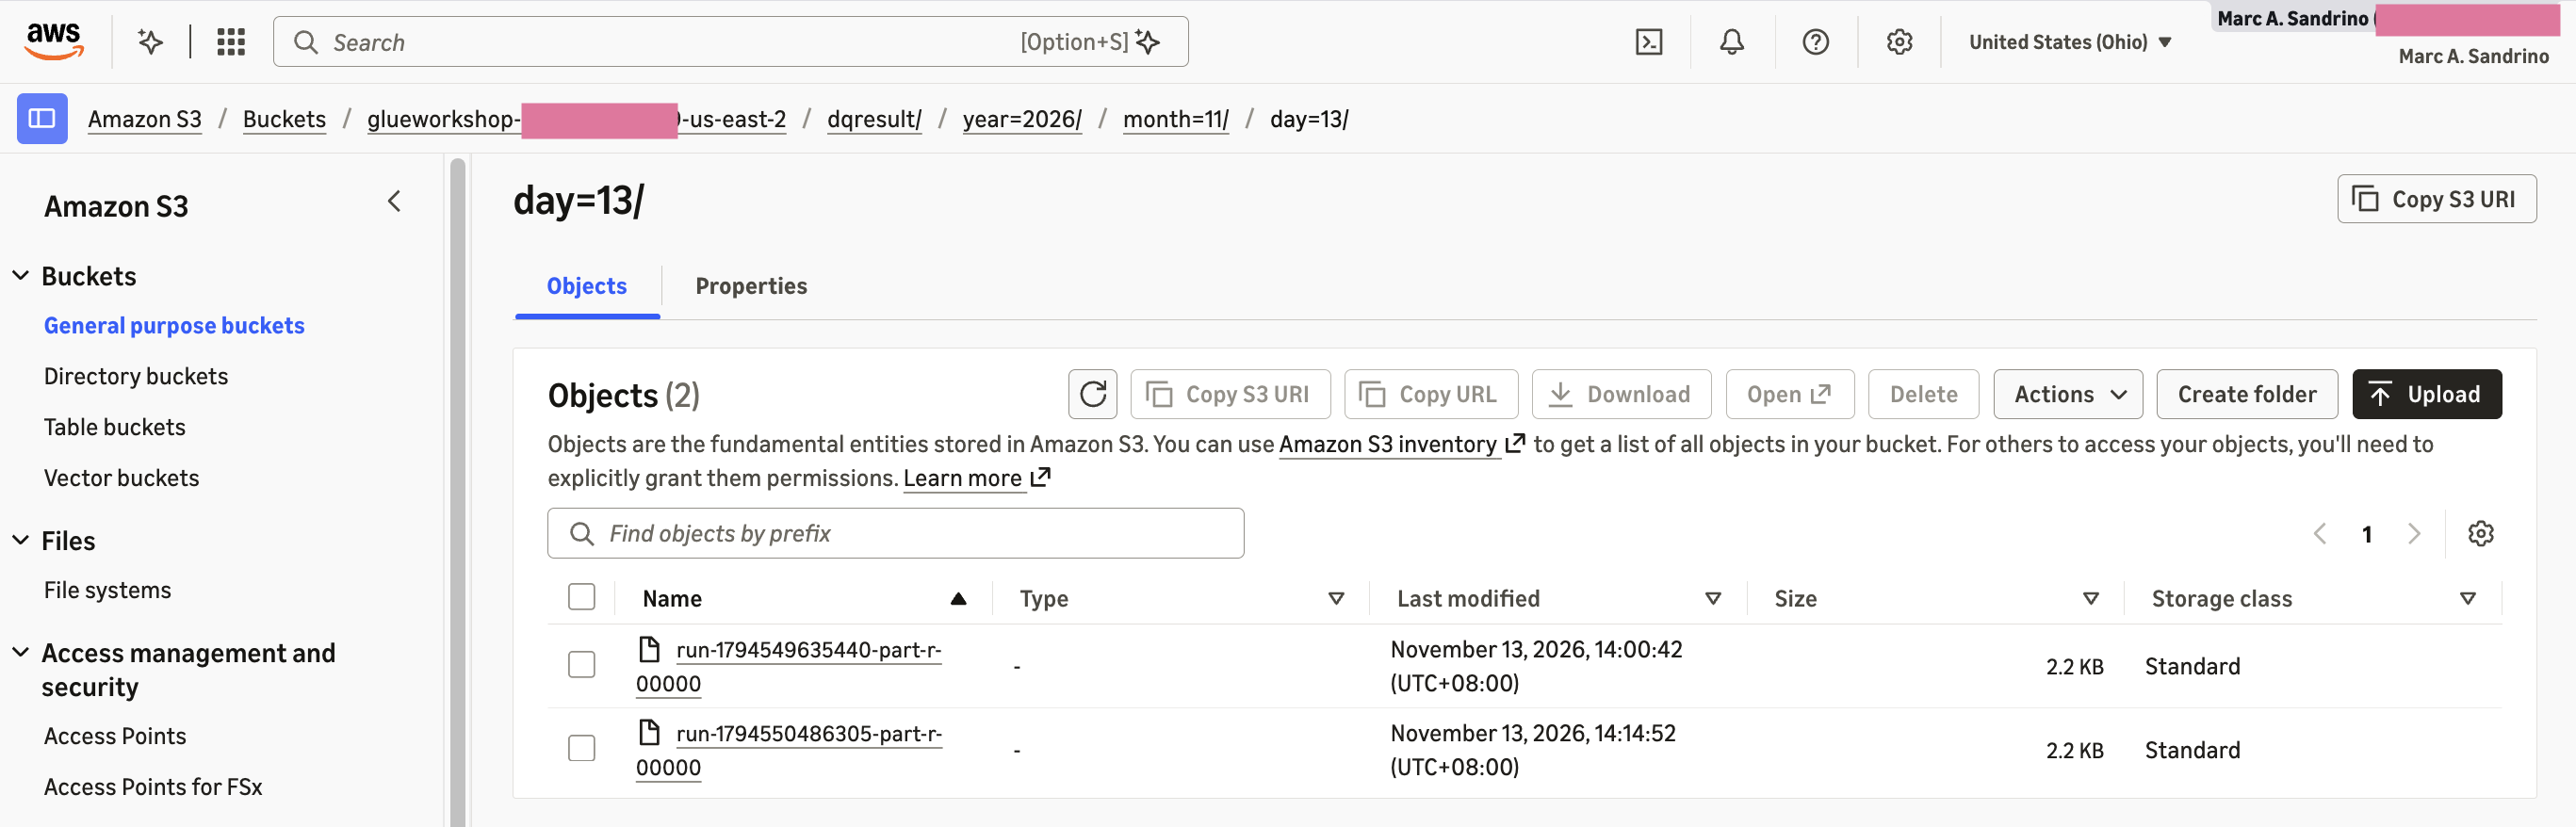 aws
Search [Option+S]
United States (Ohio)
Marc A. Sandrino
Marc A. Sandrino
Amazon S3 / Buckets / glueworkshop- -us-east-2 / dqresult/ / year=2026/ / month=11/ / day=13/
Amazon S3
Buckets
General purpose buckets
Directory buckets
Table buckets
Vector buckets
Files
File systems
Access management and
security
Access Points
Access Points for FSx
day=13/
Copy S3 URI
Objects Properties
Objects (2)
Copy S3 URI Copy URL Download Open Delete Actions Create folder Upload
Objects are the fundamental entities stored in Amazon S3. You can use Amazon S3 inventory to get a list of all objects in your bucket. For others to access your objects, you'll need to
explicitly grant them permissions. Learn more
Find objects by prefix
1
Name Type Last modified Size Storage class
run-1794549635440-part-r-
00000
-
November 13, 2026, 14:00:42
(UTC+08:00)
2.2 KB
Standard
run-1794550486305-part-r-
00000
-
November 13, 2026, 14:14:52
(UTC+08:00)
2.2 KB
Standard